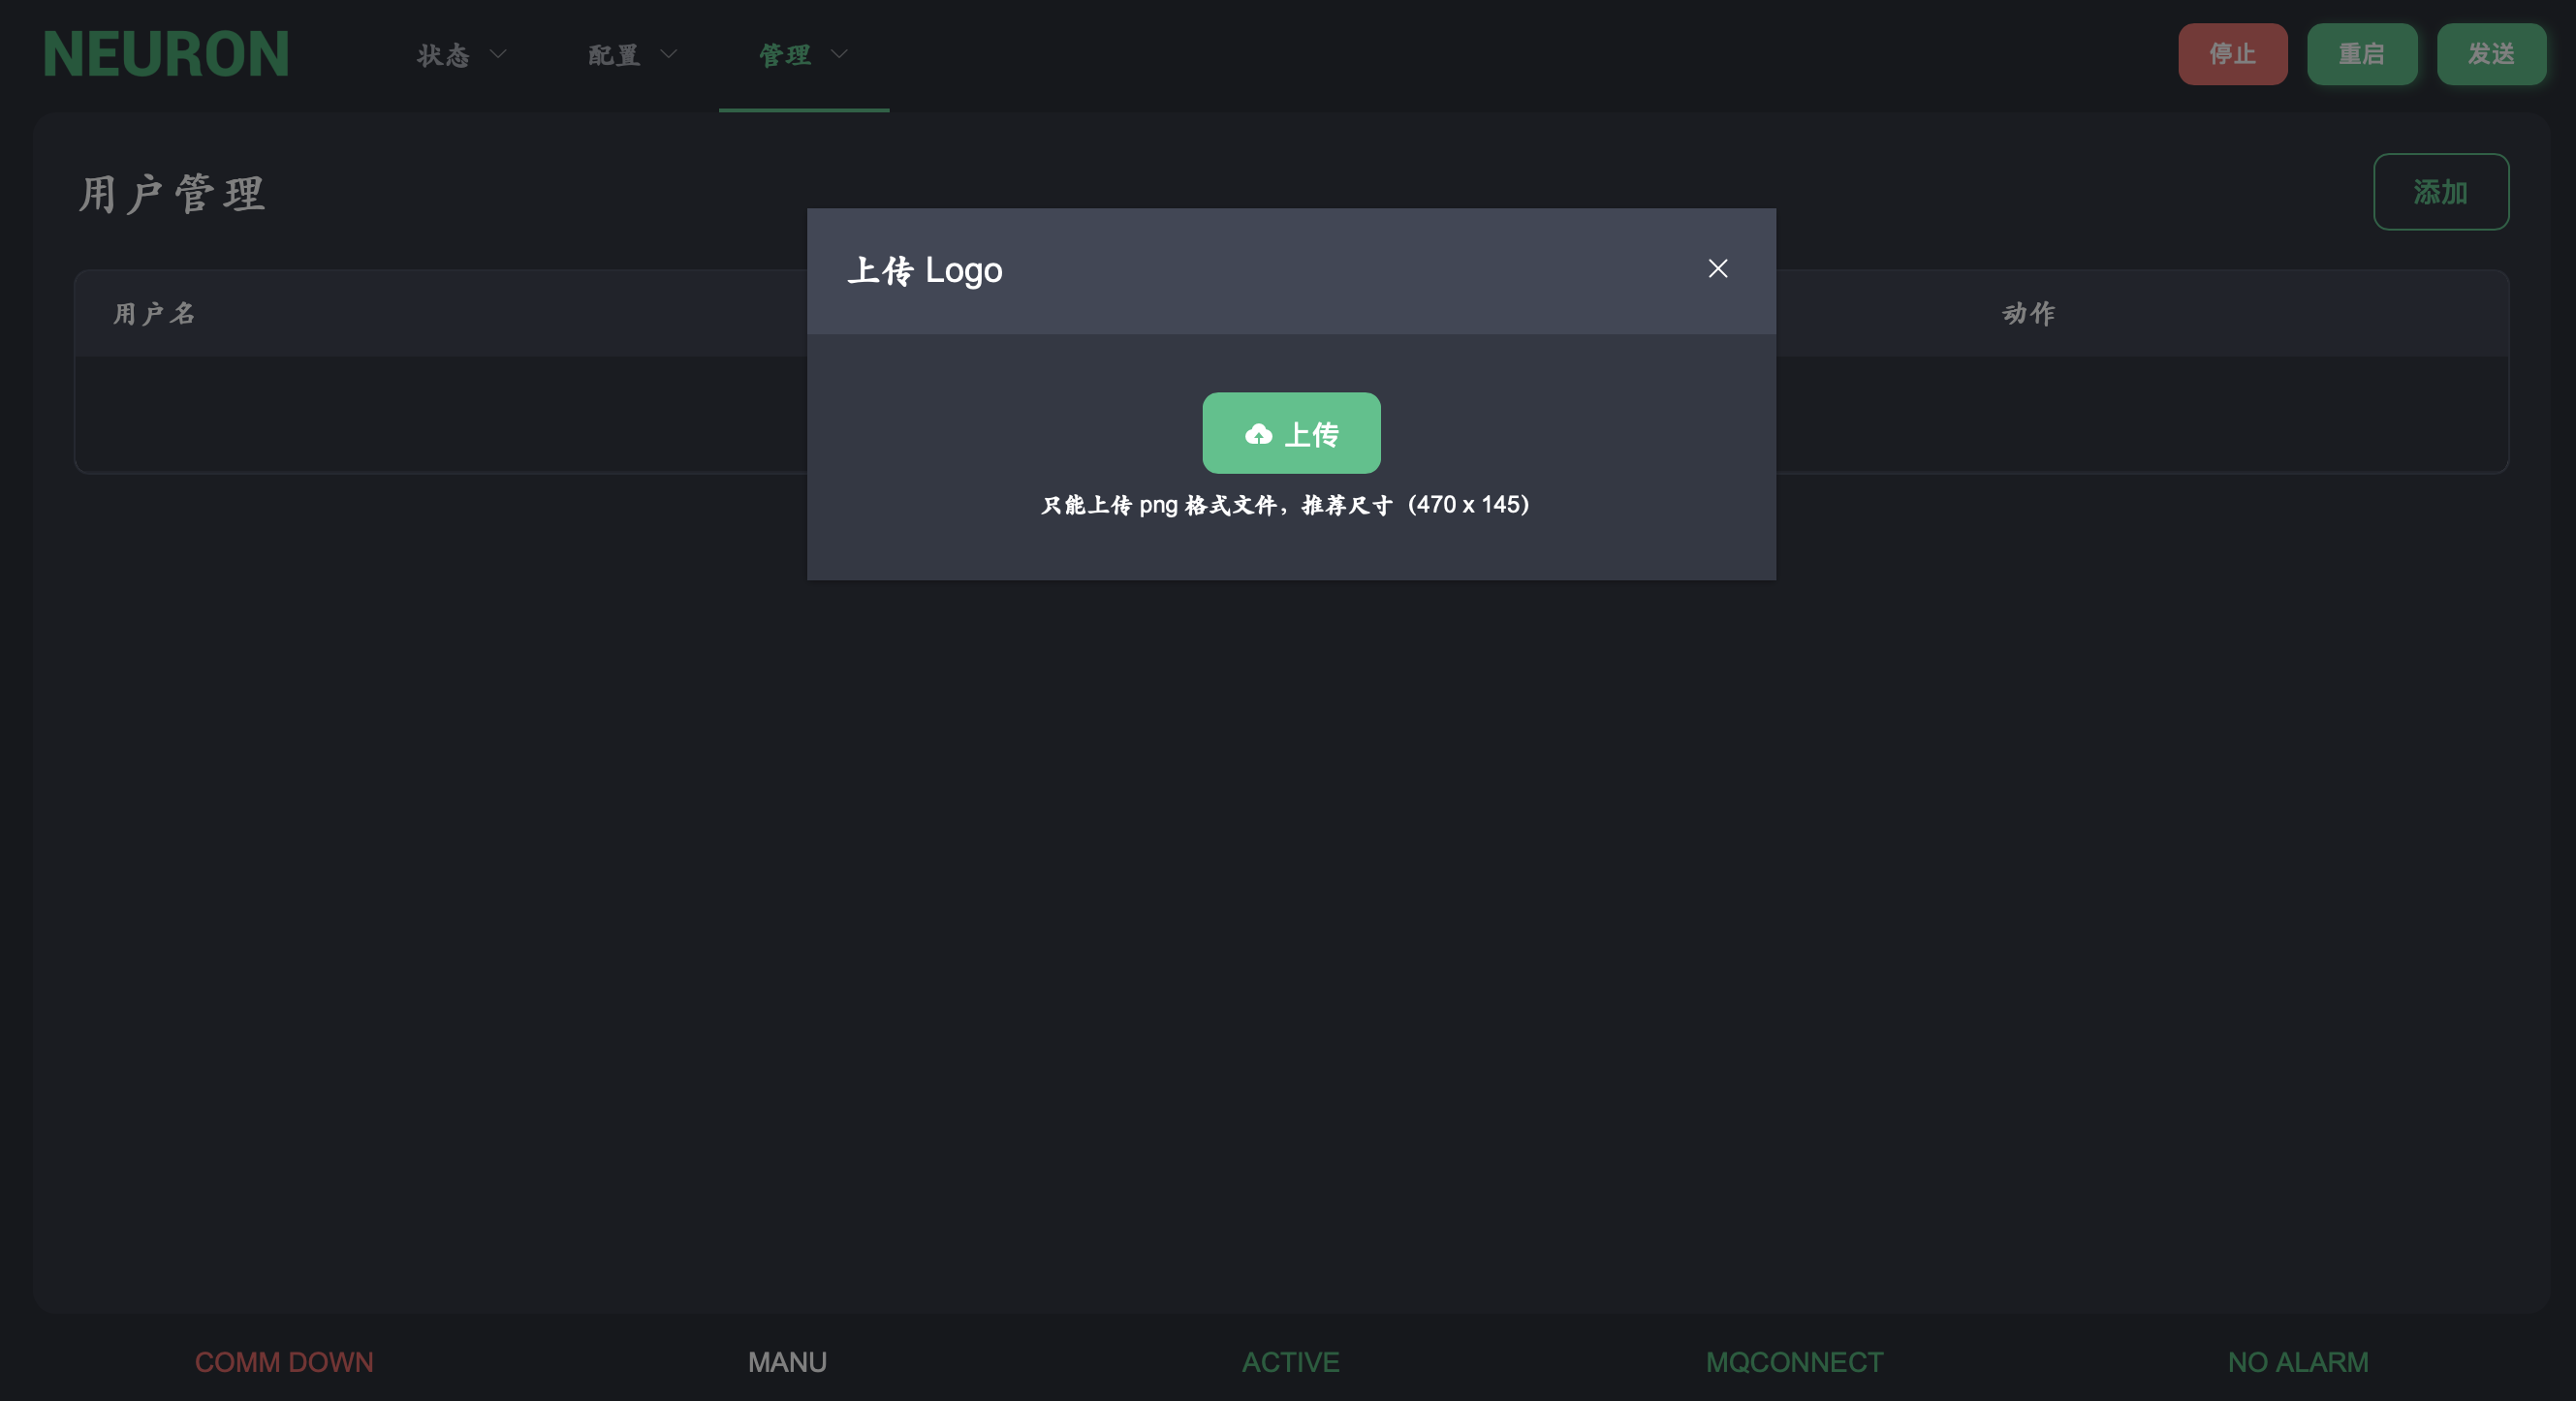 NEURON 状态 配置 管理 停止 重启 发送
用户管理 添加
上传 Logo
用户名 动作
上传
只能上传 png 格式文件，推荐尺寸（470 x 145）
COMM DOWN MANU ACTIVE MQCONNECT NO ALARM